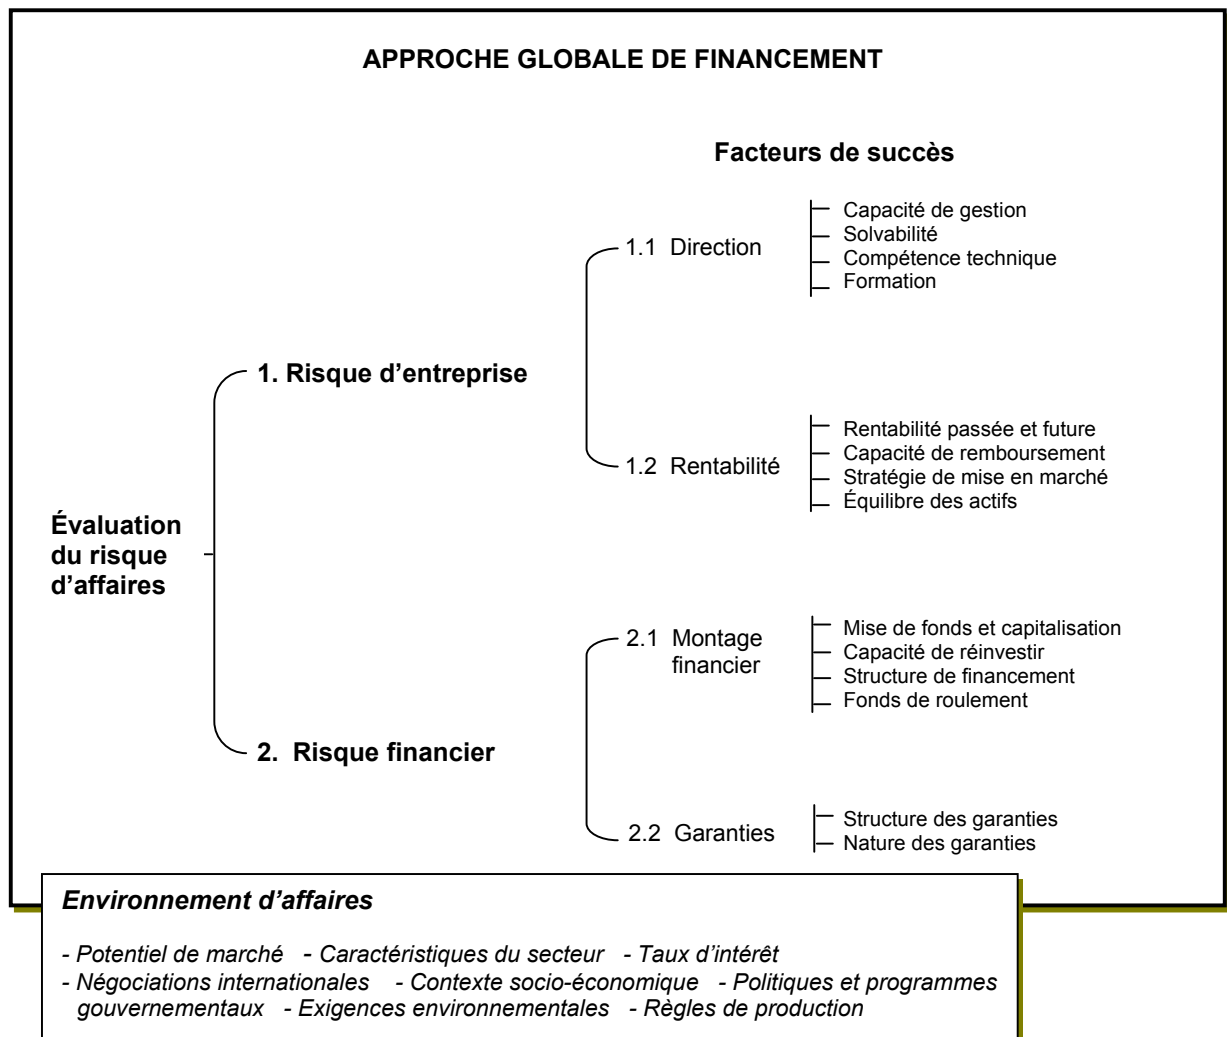 APPROCHE GLOBALE DE FINANCEMENT
Facteurs de succès
1.1 Direction
Capacité de gestion
Solvabilité
Compétence technique
Formation
1. Risque d’entreprise
1.2 Rentabilité
Rentabilité passée et future
Capacité de remboursement
Stratégie de mise en marché
Équilibre des actifs
Évaluation
du risque
d’affaires
2.1 Montage
financier
Mise de fonds et capitalisation
Capacité de réinvestir
Structure de financement
Fonds de roulement
2. Risque financier
2.2 Garanties
Structure des garanties
Nature des garanties
Environnement d’affaires
- Potentiel de marché - Caractéristiques du secteur - Taux d’intérêt
- Négociations internationales - Contexte socio-économique - Politiques et programmes
gouvernementaux - Exigences environnementales - Règles de production